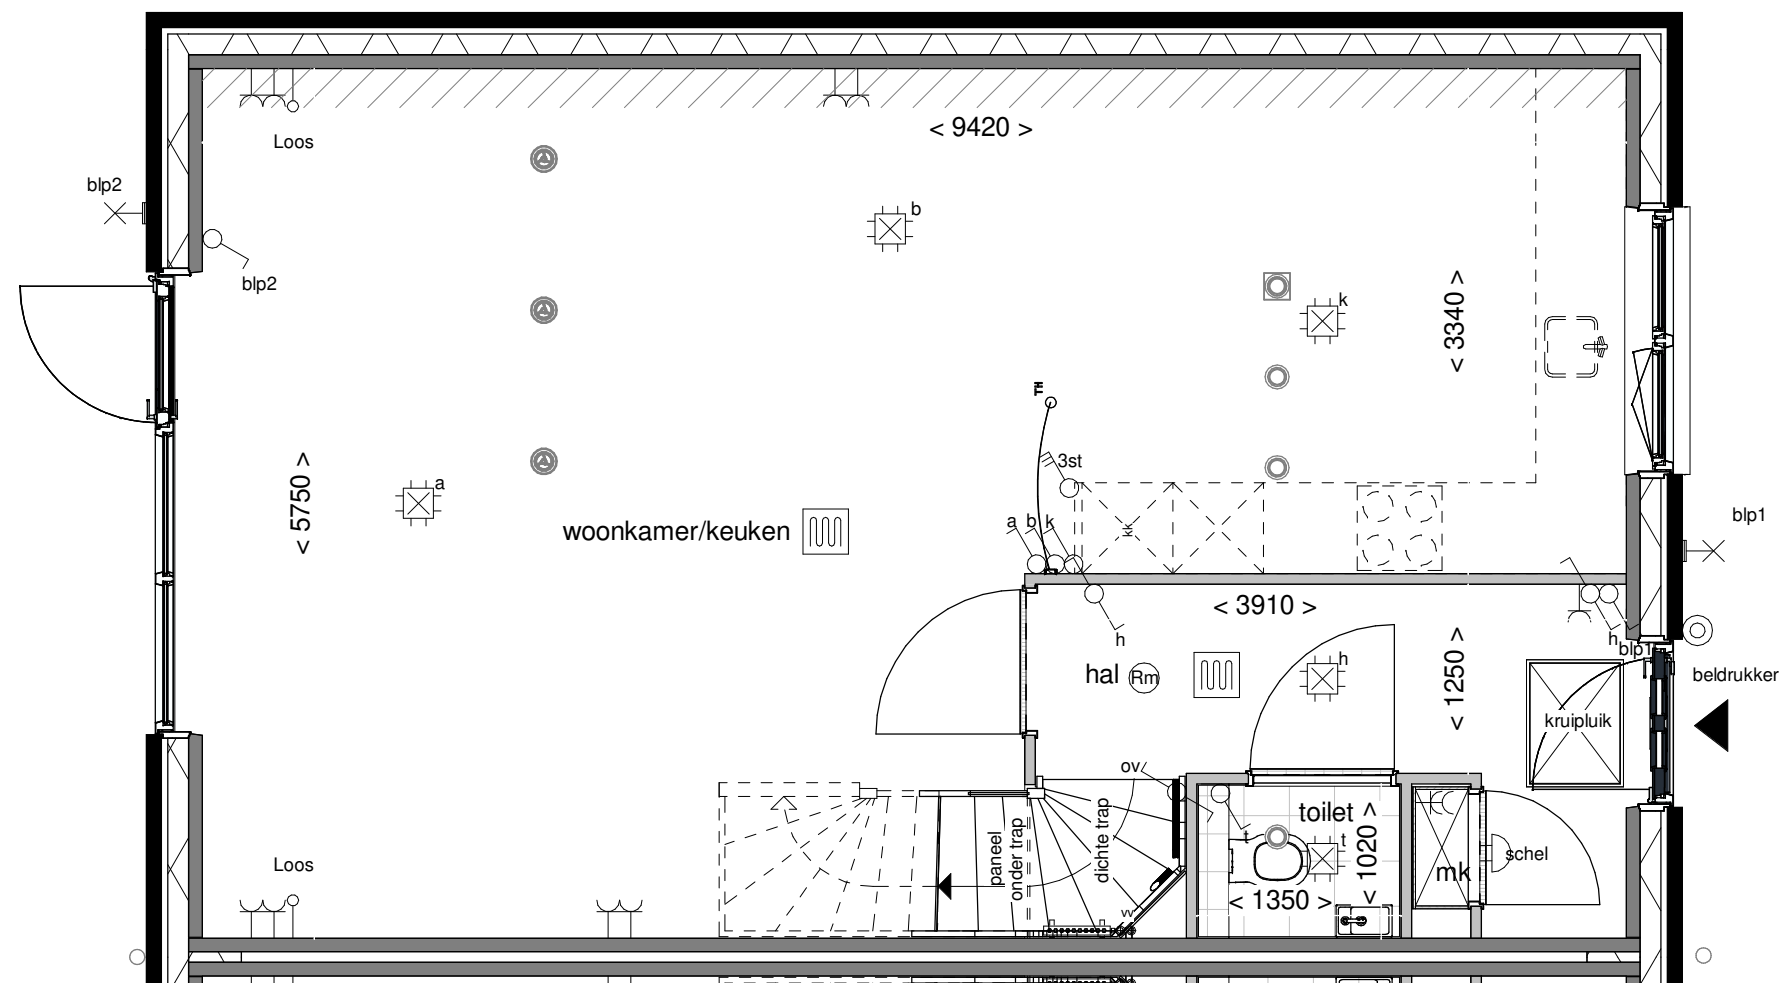 < 9420 >
Loos
blp2
b
blp2
k
< 3340 >
TH
3st
a
< 5750 >
woonkamer/keuken
a b k
kk
blp1
< 3910 >
h
h
blp1
hal
Rm
h
< 1250 >
beldrukker
kruipluik
ov
toilet
t
t
< 1020 >
< 1350 >
paneel
onder trap
dichte trap
schel
mk
Loos
vv